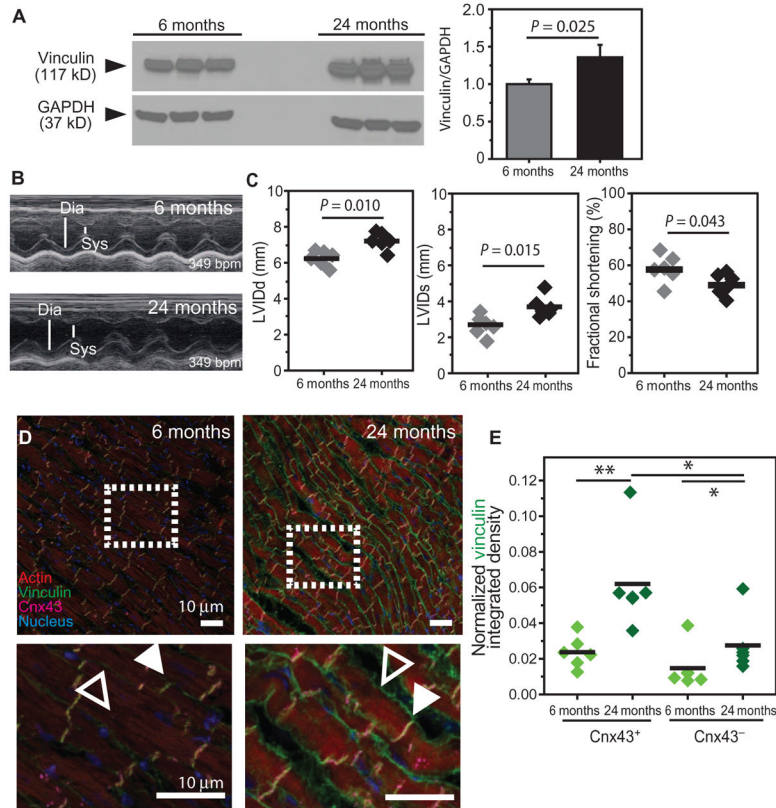 A
6 months
24 months
Vinculin
(117 kD)
GAPDH
(37 kD)
Vinculin/GAPDH
2.0
1.5
1.0
0.5
0
P = 0.025
6 months
24 months
B
Dia
6 months
Sys
349 bpm
Dia
24 months
Sys
349 bpm
C
LVIDd (mm)
10
8
6
4
2
0
P = 0.010
6 months
24 months
LVIDs (mm)
10
8
6
4
2
0
P = 0.015
6 months
24 months
Fractional shortening (%)
100
80
60
40
20
0
P = 0.043
6 months
24 months
D
6 months
24 months
Actin
Vinculin
Cnx43
Nucleus
10 µm
10 µm
E
Normalized vinculin
integrated density
0.12
0.10
0.08
0.06
0.04
0.02
0.00
**
*
*
6 months
24 months
6 months
24 months
Cnx43+
Cnx43–